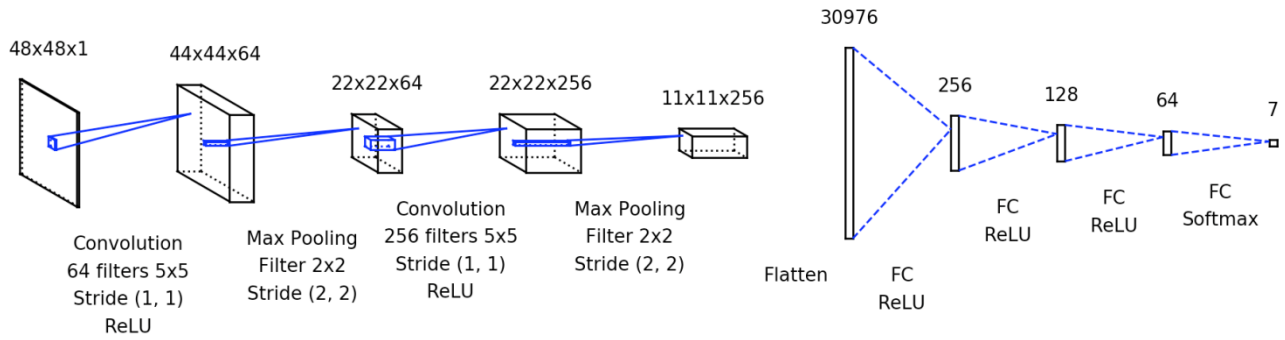 48x48x1
44x44x64
22x22x64
22x22x256
11x11x256
30976
256
128
64
7
Convolution
64 filters 5x5
Stride (1, 1)
ReLU
Max Pooling
Filter 2x2
Stride (2, 2)
Convolution
256 filters 5x5
Stride (1, 1)
ReLU
Max Pooling
Filter 2x2
Stride (2, 2)
Flatten
FC
ReLU
FC
ReLU
FC
ReLU
FC
Softmax